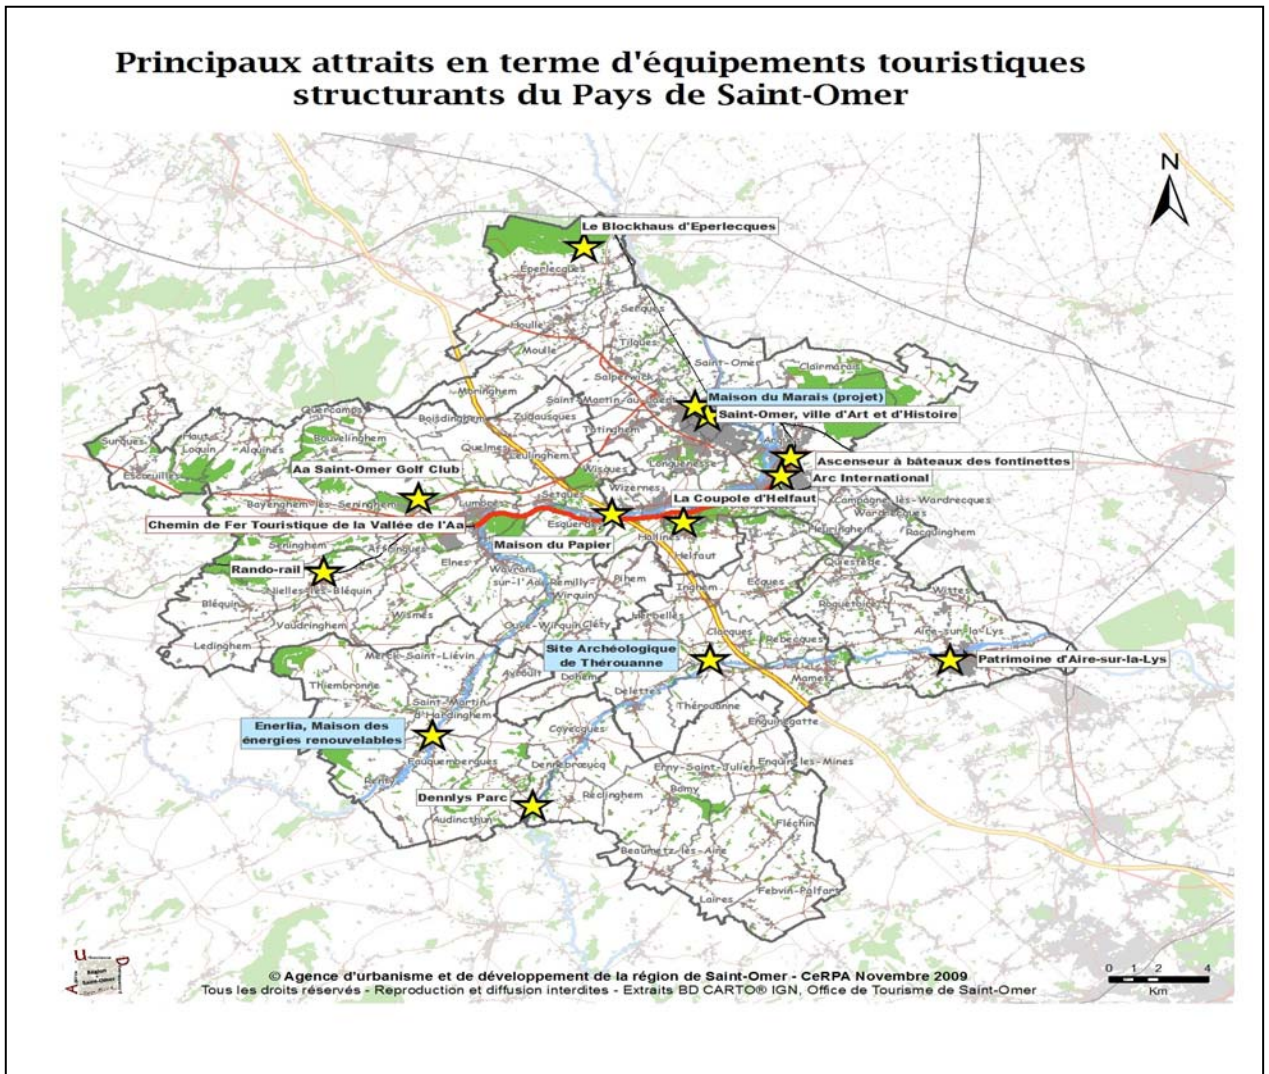 Principaux attraits en terme d'équipements touristiques
structurants du Pays de Saint-Omer
N
Le Blockhaus d'Eperlecques
Eperlecques
Serques
Houlle
Tilques
Moulle
Saint-Omer
Clairmarais
Salperwick
Moringhem
Maison du Marais (projet)
Saint-Martin-au-Laërt
Quercamps
Boisdinghem
Zudausques
Saint-Omer, ville d'Art et d'Histoire
Tatinghem
Surques
Haut
Loquin
Alquines
Bouvelinghem
Quelmes
Leulinghem
Arques
Escoeuilles
Aa Saint-Omer Golf Club
Wisques
Longuenesse
Ascenseur à bâteaux des fontinettes
Arc International
Wizernes
Bayenghem-lès-Seninghem
Lumbres
Setques
La Coupole d'Helfaut
Campagne-lès-Wardrecques
Wardrecques
Chemin de Fer Touristique de la Vallée de l'Aa
Esquerdes
Hallines
Heuringhem
Racquinghem
Seninghem
Affringues
Maison du Papier
Helfaut
Elnes
Quiestède
Rando-rail
Wavrans-
sur-l'Aa
Remilly-
Wirquin
Pihem
Ecques
Inghem
Wittes
Nielles-lès-Bléquin
Bléquin
Wismes
Roquetoire
Herbelles
Vaudringhem
Ouve-Wirquin
Cléty
Clarques
Rebecques
Aire-sur-la-Lys
Ledinghem
Merck-Saint-Liévin
Site Archéologique
de Thérouanne
Patrimoine d'Aire-sur-la-Lys
Avroult
Dohem
Mametz
Thiembronne
Delettes
Saint-Martin
d'Hardinghem
Thérouanne
Enguinegatte
Enerlia, Maison des
énergies renouvelables
Coyecques
Fauquembergues
Dennebrœucq
Erny-Saint-Julien
Enquin-les-Mines
Renty
Dennlys Parc
Reclinghem
Bomy
Audincthun
Fléchin
Beaumetz-lès-Aire
Febvin-Palfart
Laires
© Agence d'urbanisme et de développement de la région de Saint-Omer - CeRPA Novembre 2009
Tous les droits réservés - Reproduction et diffusion interdites - Extraits BD CARTO® IGN, Office de Tourisme de Saint-Omer
0 1 2 4
Km